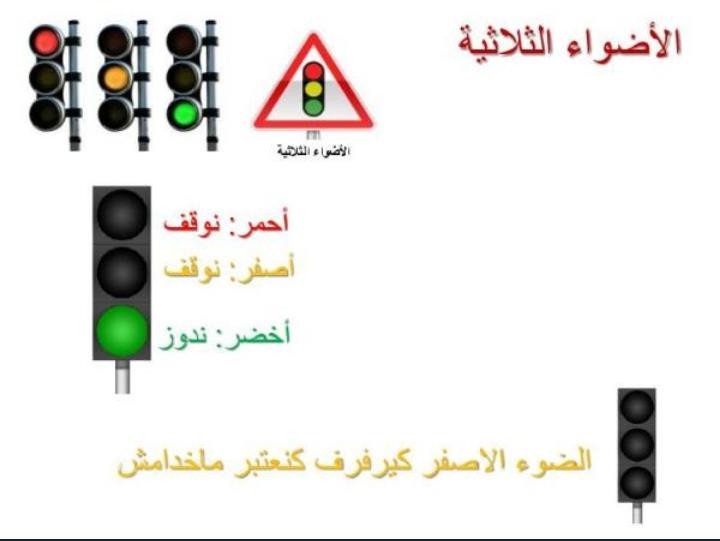 الأضواء الثلاثية
الأضواء الثلاثية
أحمر: نوقف
أصفر: نوقف
أخضر: ندوز
الضوء الاصفر كيرفرف كنعتبر ماخدامش